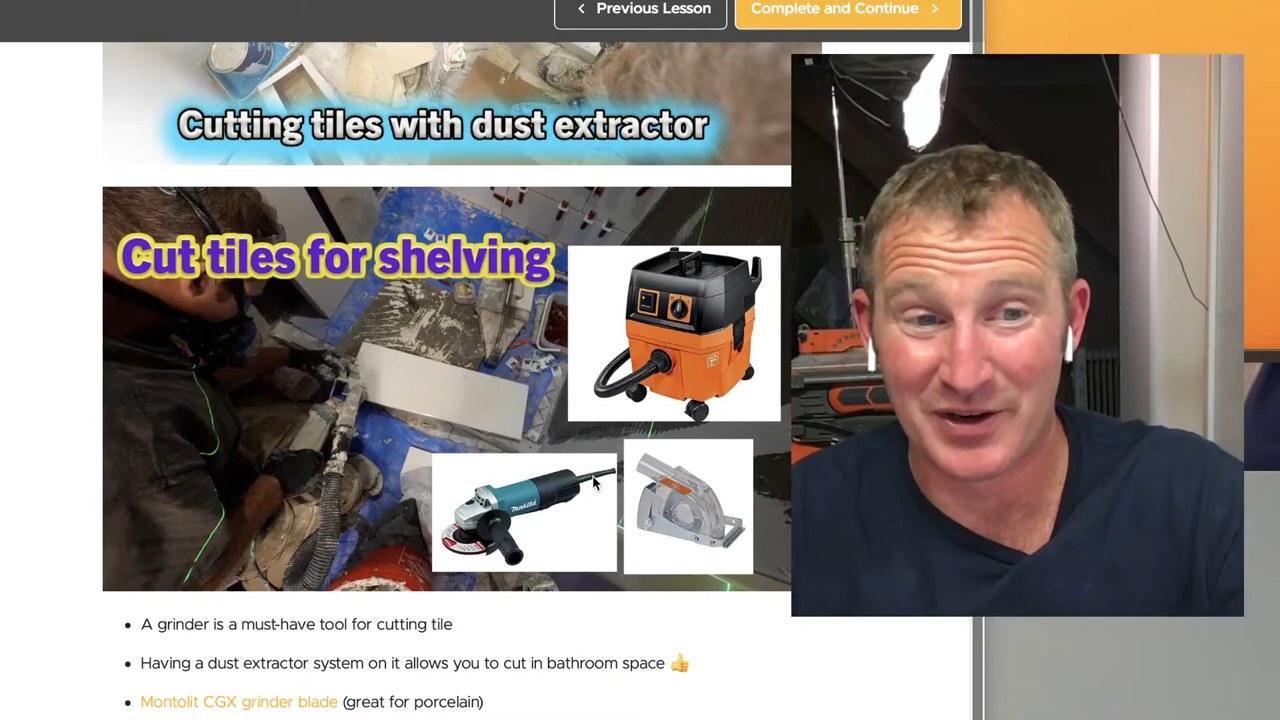 Previous Lesson
Complete and Continue
Cutting tiles with dust extractor
Cut tiles for shelving
Makita
A grinder is a must-have tool for cutting tile
Having a dust extractor system on it allows you to cut in bathroom space 👍
Montolit CGX grinder blade (great for porcelain)